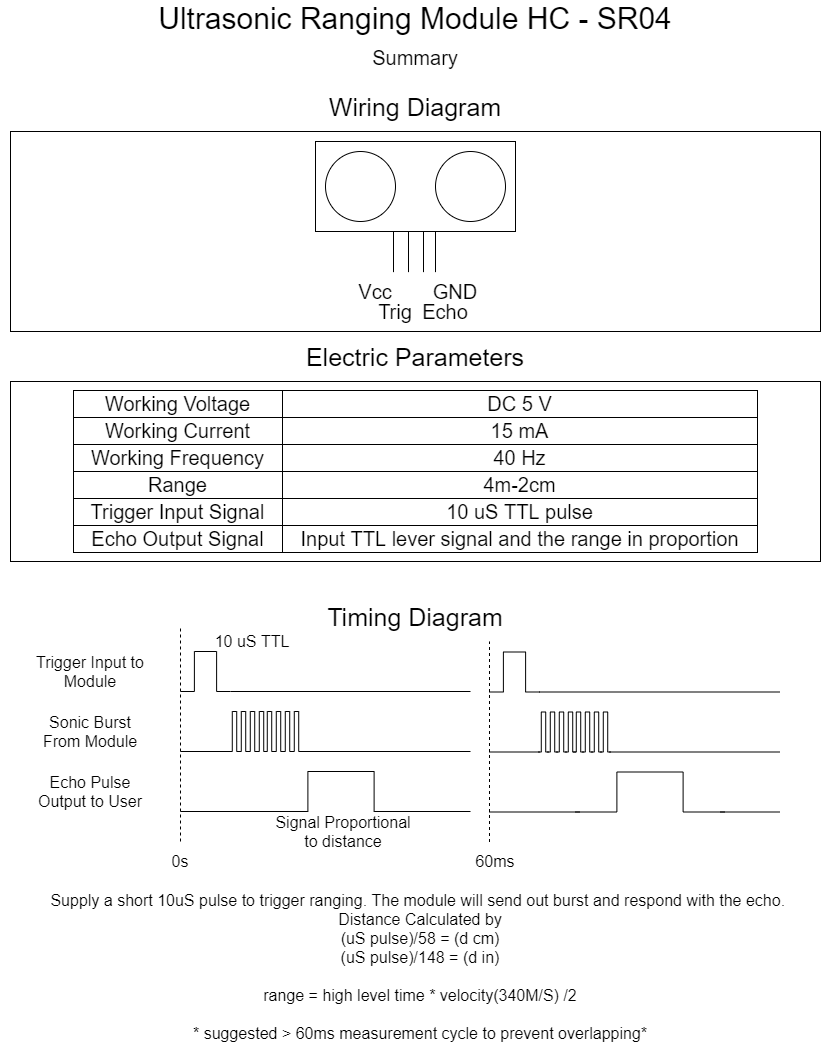 Ultrasonic Ranging Module HC - SR04
Summary
Wiring Diagram
Vcc GND
Trig Echo
Electric Parameters
Working Voltage DC 5 V
Working Current 15 mA
Working Frequency 40 Hz
Range 4m-2cm
Trigger Input Signal 10 uS TTL pulse
Echo Output Signal Input TTL lever signal and the range in proportion
Timing Diagram
10 uS TTL
Trigger Input to
Module
Sonic Burst
From Module
Echo Pulse
Output to User
Signal Proportional
to distance
0s 60ms
Supply a short 10uS pulse to trigger ranging. The module will send out burst and respond with the echo.
Distance Calculated by
(uS pulse)/58 = (d cm)
(uS pulse)/148 = (d in)
range = high level time * velocity(340M/S) /2
* suggested > 60ms measurement cycle to prevent overlapping*